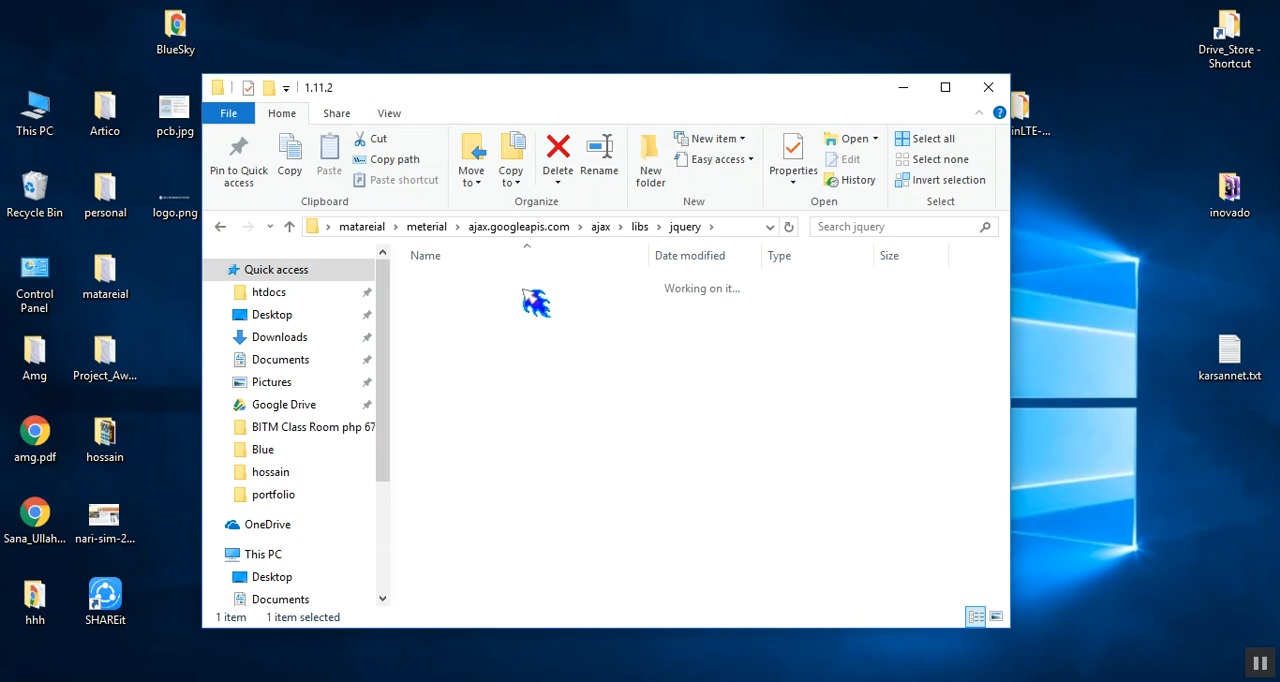 BlueSky
This PC
Artico
pcb.jpg
Recycle Bin
personal
logo.png
Control
Panel
matareial
Amg
Project_Aw...
amg.pdf
hossain
Sana_Ullah...
nari-sim-2...
hhh
SHAREit
1.11.2
File
Home
Share
View
Pin to Quick
access
Copy
Paste
Cut
Copy path
Paste shortcut
Clipboard
Move
to
Copy
to
Delete
Rename
Organize
New
folder
New item
Easy access
New
Properties
Open
Edit
History
Open
Select all
Select none
Invert selection
Select
matareial
meterial
ajax.googleapis.com
ajax
libs
jquery
Search jquery
Name
Date modified
Type
Size
Working on it...
Quick access
htdocs
Desktop
Downloads
Documents
Pictures
Google Drive
BITM Class Room php 67
Blue
hossain
portfolio
OneDrive
This PC
Desktop
Documents
1 item
1 item selected
Drive_Store -
Shortcut
inLTE-...
inovado
karsannet.txt